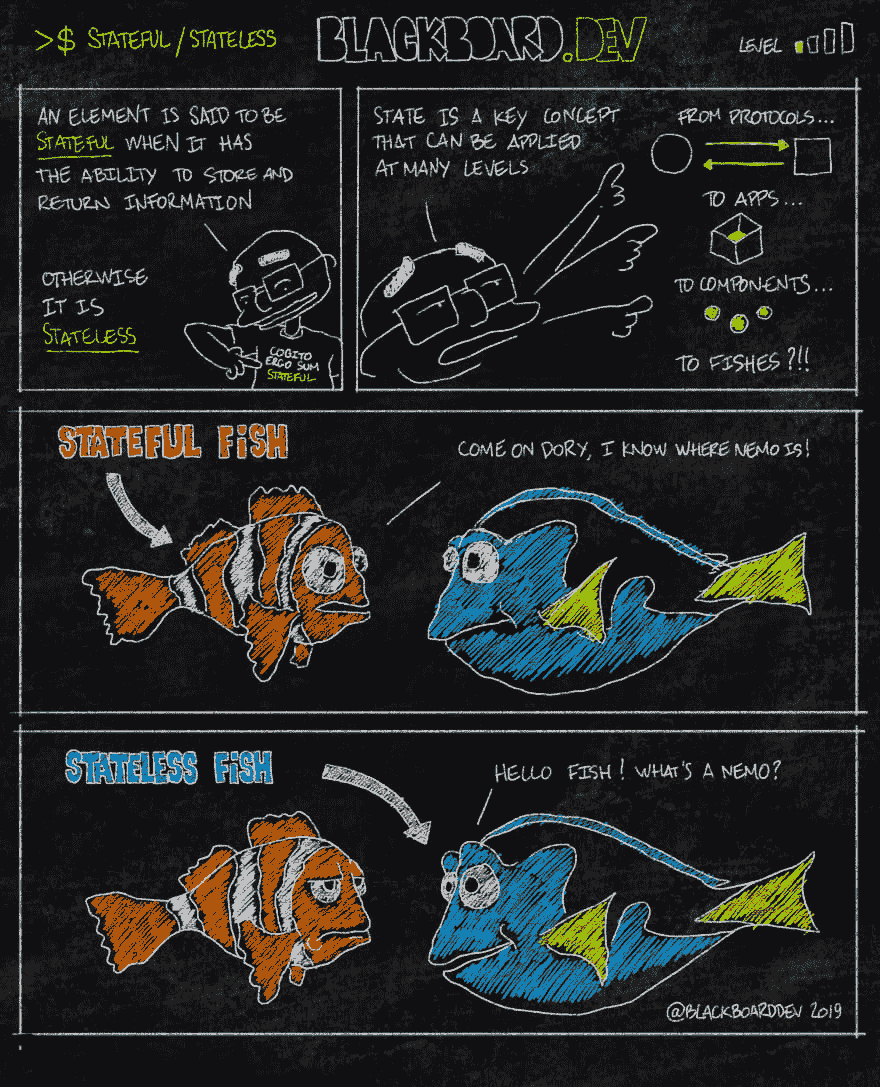 >$ STATEFUL/STATELESS
BLACKBOARD.DEV
LEVEL
AN ELEMENT IS SAID TO BE
STATEFUL WHEN IT HAS
THE ABILITY TO STORE AND
RETURN INFORMATION
OTHERWISE
IT IS
STATELESS
COGITO
ERGO SUM
STATEFUL
STATE IS A KEY CONCEPT
THAT CAN BE APPLIED
AT MANY LEVELS
FROM PROTOCOLS...
TO APPS...
TO COMPONENTS...
TO FISHES?!!
STATEFUL FISH
COME ON DORY, I KNOW WHERE NEMO IS!
STATELESS FISH
HELLO FISH! WHAT'S A NEMO?
@BLACKBOARDDEV 2019